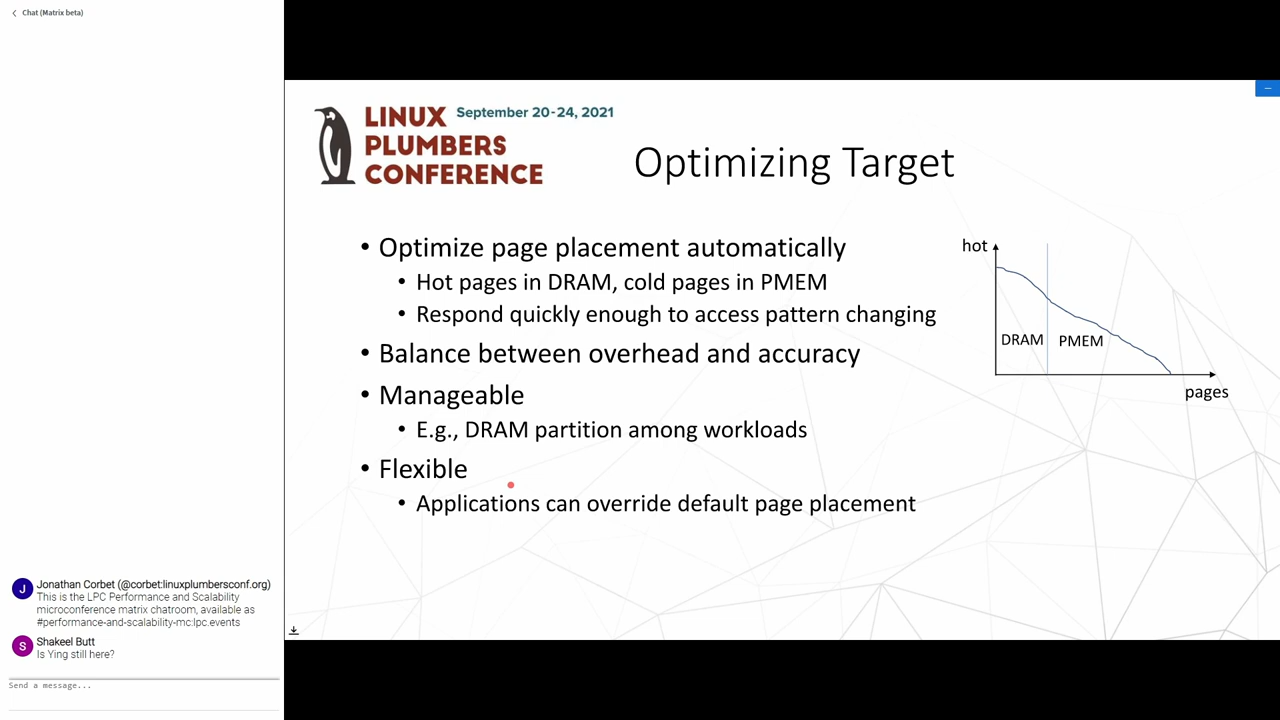 Chat (Matrix beta)
Jonathan Corbet (@corbet:linuxplumbersconf.org)
This is the LPC Performance and Scalability
microconference matrix chatroom, available as
#performance-and-scalability-mc:lpc.events
Shakeel Butt
Is Ying still here?
Send a message...
LINUX
PLUMBERS
CONFERENCE
September 20-24, 2021
Optimizing Target
• Optimize page placement automatically
• Hot pages in DRAM, cold pages in PMEM
• Respond quickly enough to access pattern changing
• Balance between overhead and accuracy
• Manageable
• E.g., DRAM partition among workloads
• Flexible
• Applications can override default page placement
hot
DRAM
PMEM
pages
J
S